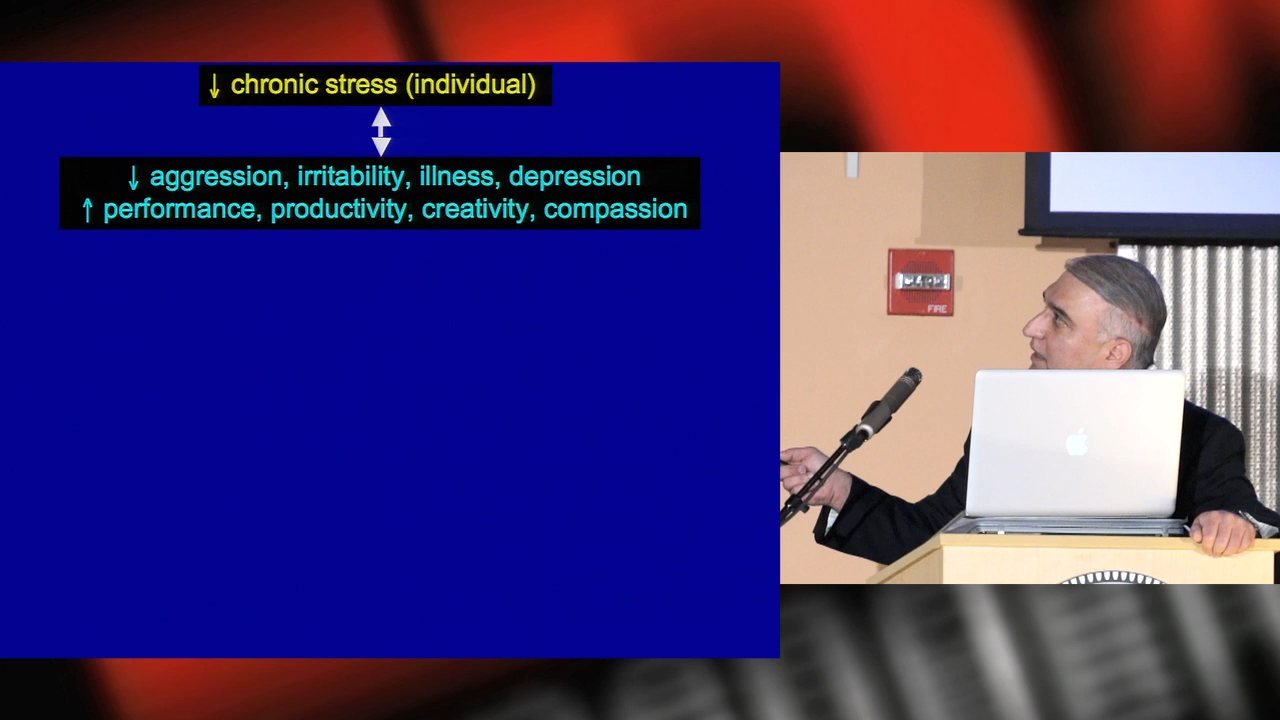 ↓ chronic stress (individual)
↓ aggression, irritability, illness, depression
↑ performance, productivity, creativity, compassion
FIRE